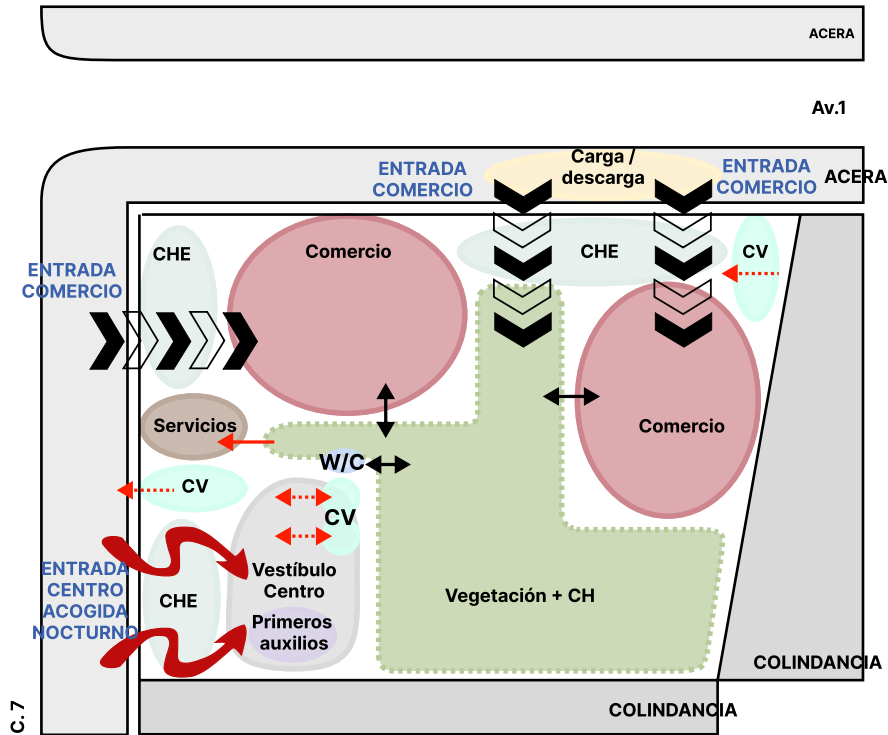 ACERA
Av.1
Carga /
descarga
ENTRADA
COMERCIO
ENTRADA
COMERCIO
ACERA
CHE
Comercio
CHE
CV
ENTRADA
COMERCIO
Servicios
Comercio
W/C
CV
CV
ENTRADA
CENTRO
ACOGIDA
NOCTURNO
CHE
Vestíbulo
Centro
Primeros
auxilios
Vegetación + CH
COLINDANCIA
COLINDANCIA
C. 7